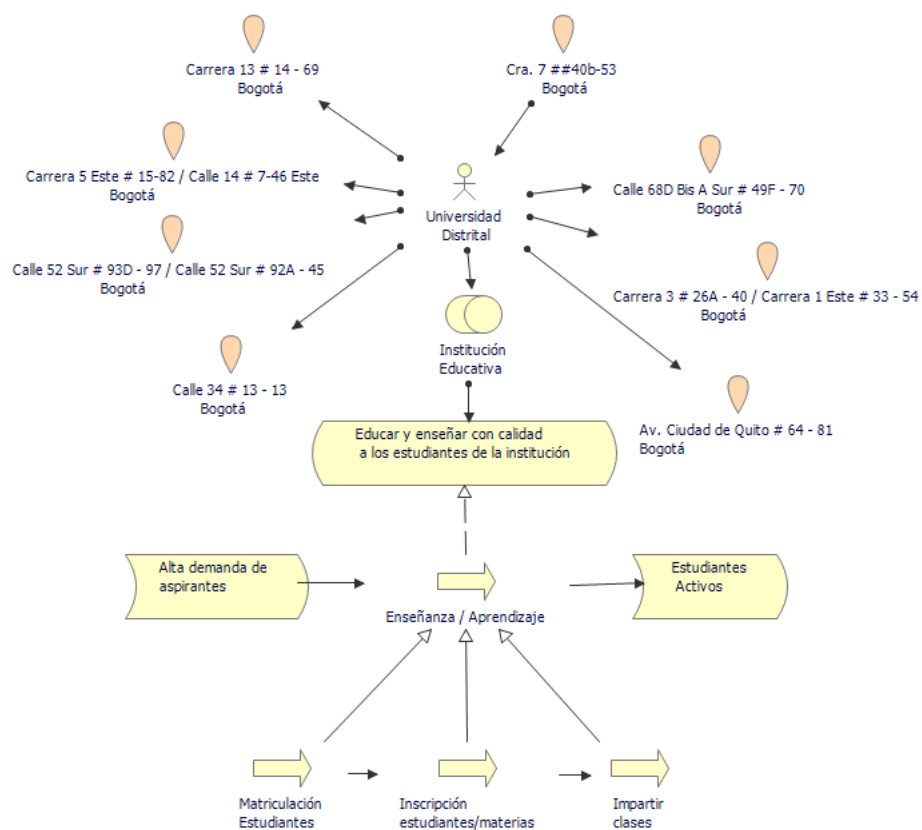 Carrera 13 # 14 - 69
Bogotá
Cra. 7 ##40b-53
Bogotá
Carrera 5 Este # 15-82 / Calle 14 # 7-46 Este
Bogotá
Calle 68D Bis A Sur # 49F - 70
Bogotá
Universidad
Distrital
Calle 52 Sur # 93D - 97 / Calle 52 Sur # 92A - 45
Bogotá
Carrera 3 # 26A - 40 / Carrera 1 Este # 33 - 54
Bogotá
Institución
Educativa
Calle 34 # 13 - 13
Bogotá
Av. Ciudad de Quito # 64 - 81
Bogotá
Educar y enseñar con calidad
a los estudiantes de la institución
Alta demanda de
aspirantes
Estudiantes
Activos
Enseñanza / Aprendizaje
Matriculación
Estudiantes
Inscripción
estudiantes/materias
Impartir
clases